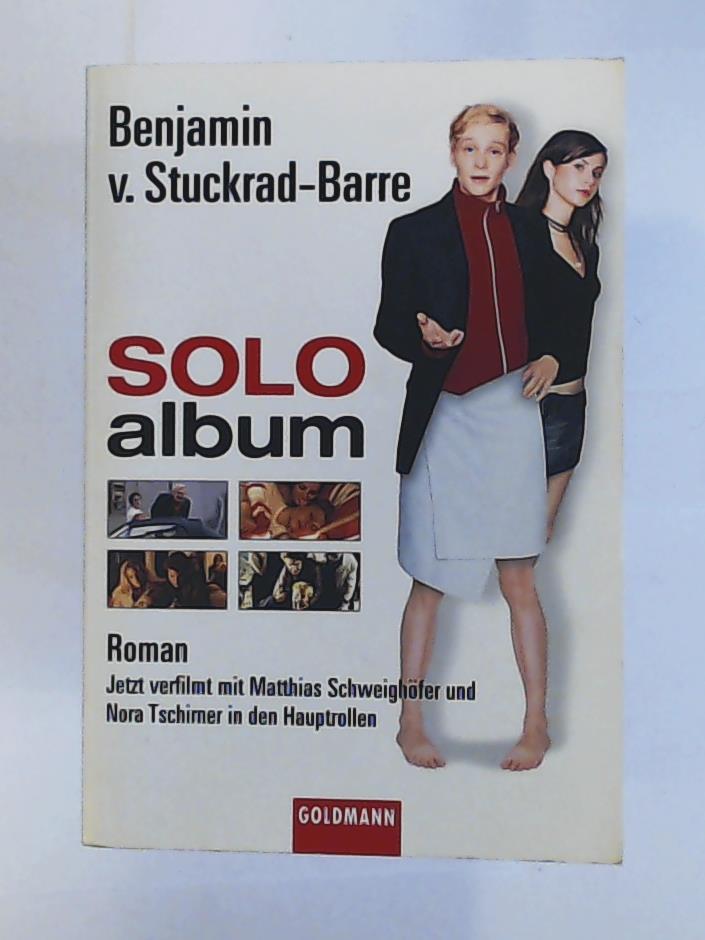 Benjamin
v. Stuckrad-Barre
SOLO
album
Roman
Jetzt verfilmt mit Matthias Schweighöfer und
Nora Tschirner in den Hauptrollen
GOLDMANN